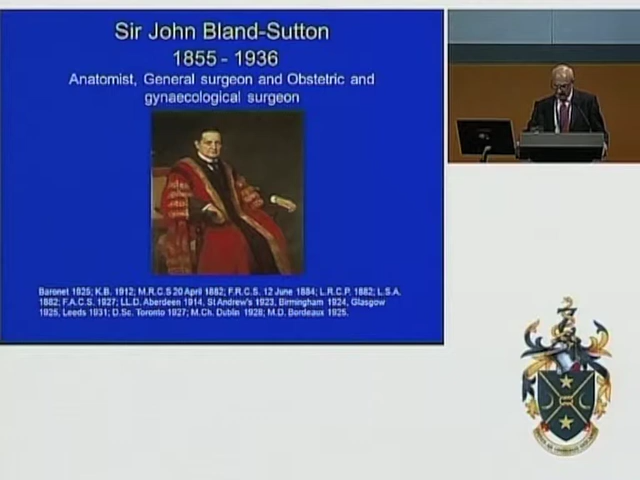 Sir John Bland-Sutton
1855 - 1936
Anatomist, General surgeon and Obstetric and
gynaecological surgeon
Baronet 1925; K.B. 1912; M.R.C.S 20 April 1882; F.R.C.S. 12 June 1884; L.R.C.P. 1882; L.S.A.
1882; F.A.C.S. 1927; LL.D. Aberdeen 1914, St Andrew's 1923, Birmingham 1924, Glasgow
1925, Leeds 1931; D.Sc. Toronto 1927; M.Ch. Dublin 1928; M.D. Bordeaux 1925.